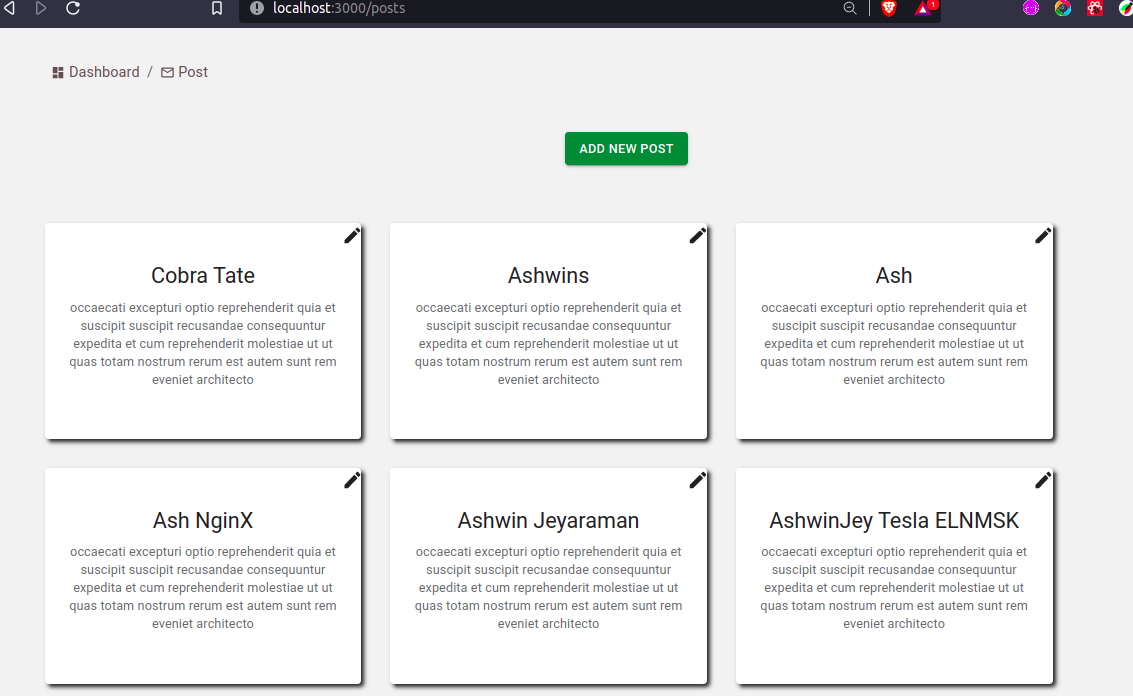 localhost:3000/posts
1
Dashboard / Post
ADD NEW POST
Cobra Tate
occaecati excepturi optio reprehenderit quia et
suscipit suscipit recusandae consequuntur
expedita et cum reprehenderit molestiae ut ut
quas totam nostrum rerum est autem sunt rem
eveniet architecto
Ashwins
occaecati excepturi optio reprehenderit quia et
suscipit suscipit recusandae consequuntur
expedita et cum reprehenderit molestiae ut ut
quas totam nostrum rerum est autem sunt rem
eveniet architecto
Ash
occaecati excepturi optio reprehenderit quia et
suscipit suscipit recusandae consequuntur
expedita et cum reprehenderit molestiae ut ut
quas totam nostrum rerum est autem sunt rem
eveniet architecto
Ash NginX
occaecati excepturi optio reprehenderit quia et
suscipit suscipit recusandae consequuntur
expedita et cum reprehenderit molestiae ut ut
quas totam nostrum rerum est autem sunt rem
eveniet architecto
Ashwin Jeyaraman
occaecati excepturi optio reprehenderit quia et
suscipit suscipit recusandae consequuntur
expedita et cum reprehenderit molestiae ut ut
quas totam nostrum rerum est autem sunt rem
eveniet architecto
AshwinJey Tesla ELNMSK
occaecati excepturi optio reprehenderit quia et
suscipit suscipit recusandae consequuntur
expedita et cum reprehenderit molestiae ut ut
quas totam nostrum rerum est autem sunt rem
eveniet architecto